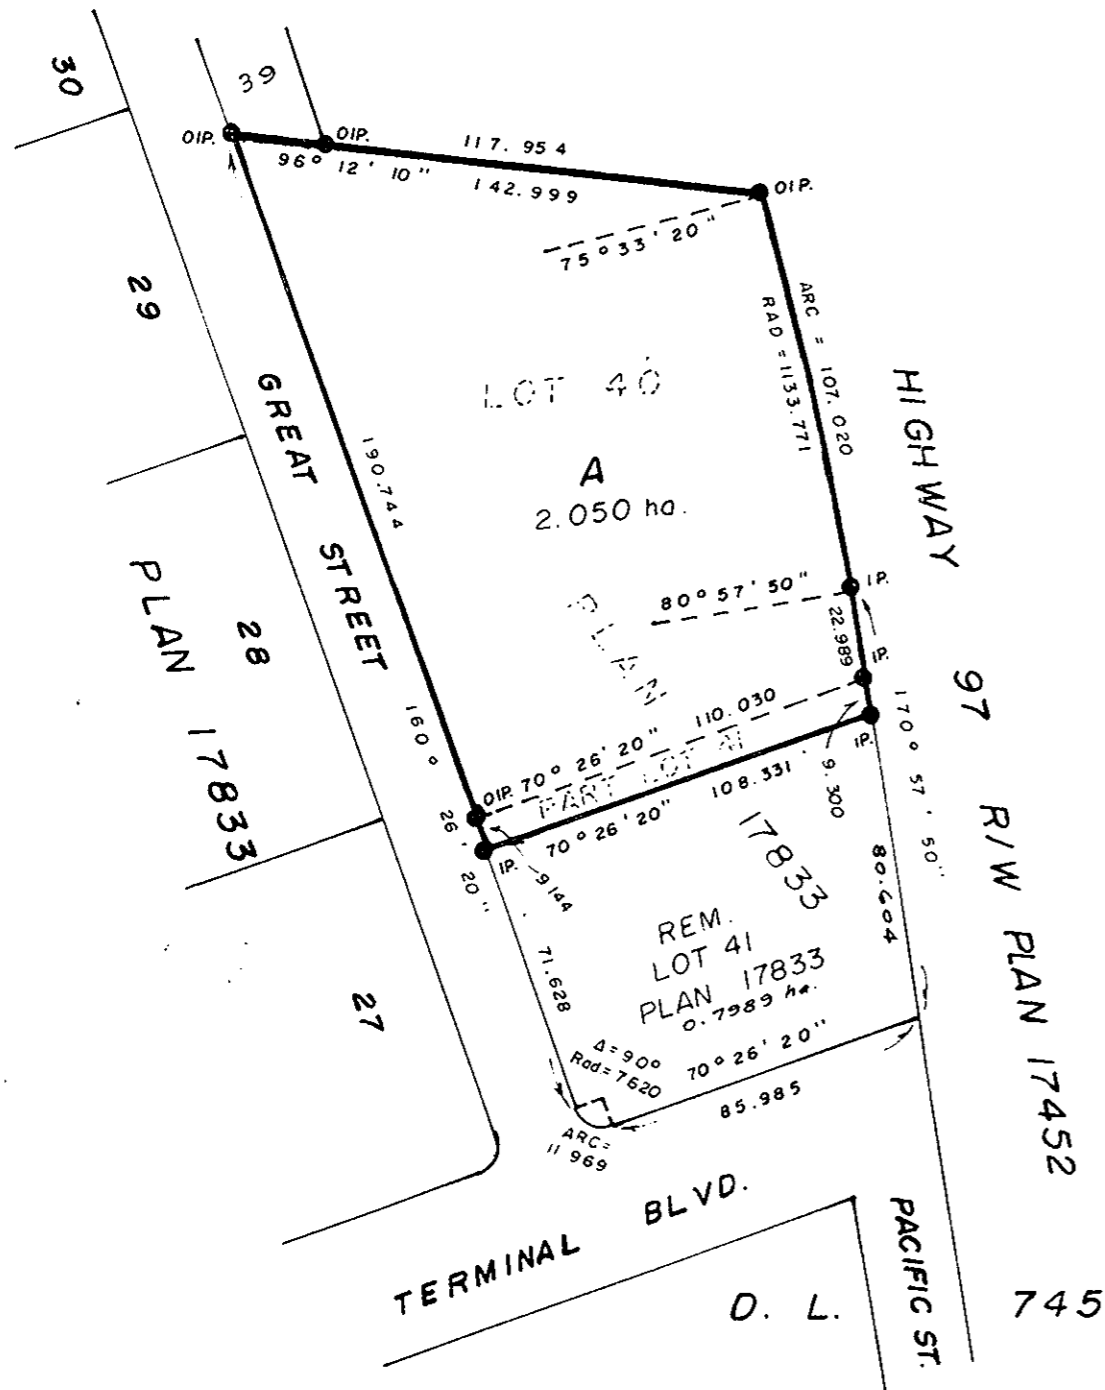 30
39
OIP.
OIP.
117.954
96° 12' 10"
142.999
OIP.
75° 33' 20"
29
ARC = 107.020
RAD = 1133.771
GREAT STREET
190.744
LOT 40
A
2.050 ha.
HIGHWAY 97 R/W PLAN 17452
PLAN 17833
28
PLAN
80° 57' 50"
IP.
22.989
IP.
160° 26' 20"
110.030
OIP. 70° 26' 20"
PART LOT 41
108.331
70° 26' 20"
IP.
9.300
170° 57' 50"
IP.
9.144
17833
80.604
71.628
REM.
LOT 41
PLAN 17833
0.7989 ha.
27
Δ = 90°
Rad = 7620
70° 26' 20"
85.985
ARC =
11 969
TERMINAL BLVD.
PACIFIC ST.
D. L. 745